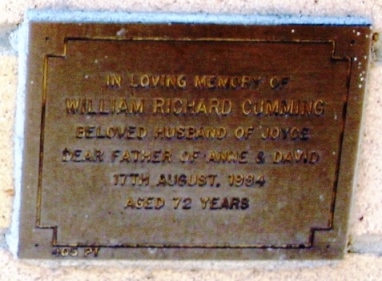 IN LOVING MEMORY OF
WILLIAM RICHARD CUMMING
BELOVED HUSBAND OF JOYCE
DEAR FATHER OF ANNE & DAVID
17TH AUGUST, 1994
AGED 72 YEARS